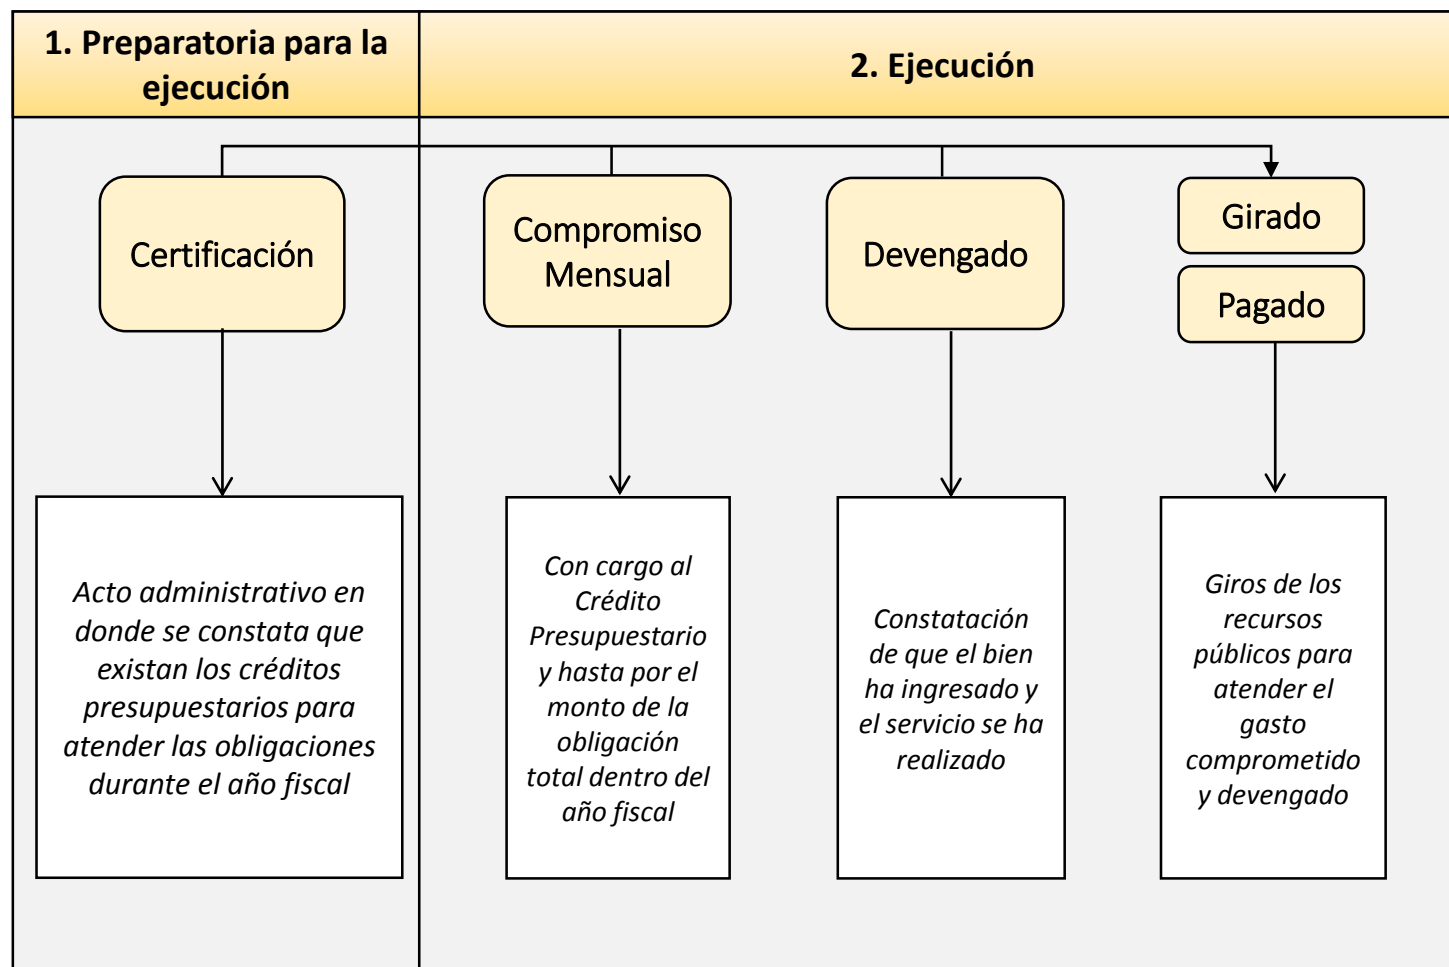 1. Preparatoria para la
ejecución
2. Ejecución
Certificación
Compromiso
Mensual
Devengado
Girado
Pagado
Acto administrativo en
donde se constata que
existan los créditos
presupuestarios para
atender las obligaciones
durante el año fiscal
Con cargo al
Crédito
Presupuestario
y hasta por el
monto de la
obligación
total dentro del
año fiscal
Constatación
de que el bien
ha ingresado y
el servicio se ha
realizado
Giros de los
recursos
públicos para
atender el
gasto
comprometido
y devengado